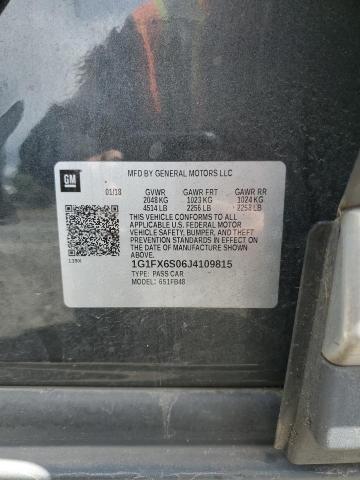 MFD BY GENERAL MOTORS LLC
GM
01/18 GVWR GAWR FRT GAWR RR
2048 KG 1023 KG 1024 KG
4514 LB 2256 LB 2258 LB
THIS VEHICLE CONFORMS TO ALL
APPLICABLE U.S. FEDERAL MOTOR
VEHICLE SAFETY, BUMPER, AND THEFT
PREVENTION STANDARDS IN EFFECT ON
THE DATE OF MANUFACTURE SHOWN ABOVE.
1G1FX6S06J4109815
TYPE: PASS CAR
MODEL: 651FB48